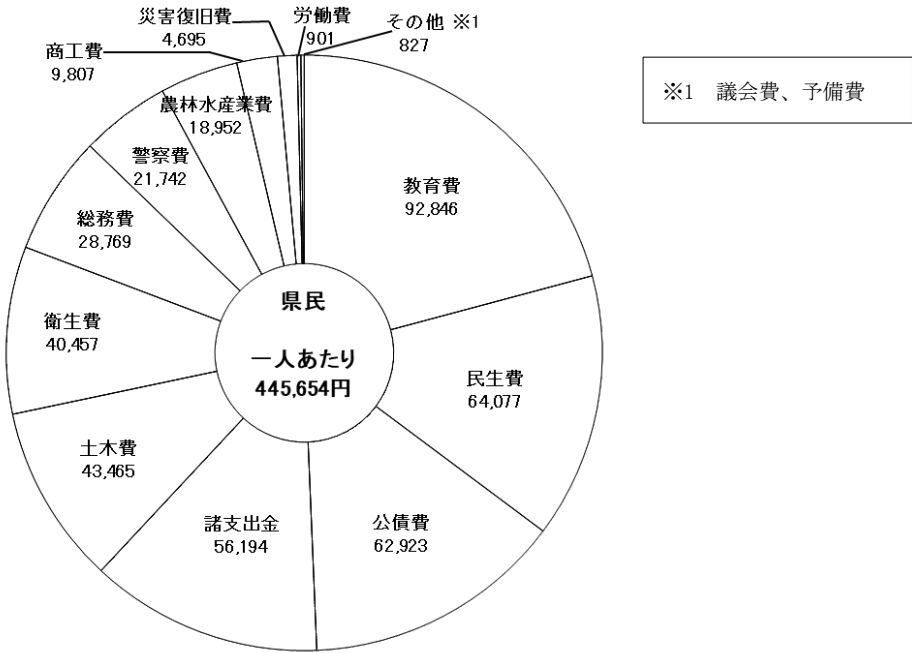 災害復旧費
4,695
労働費
901
その他 ※1
827
商工費
9,807
※1 議会費、予備費
農林水産業費
18,952
警察費
21,742
教育費
92,846
総務費
28,769
県民
一人あたり
445,654円
衛生費
40,457
民生費
64,077
土木費
43,465
諸支出金
56,194
公債費
62,923